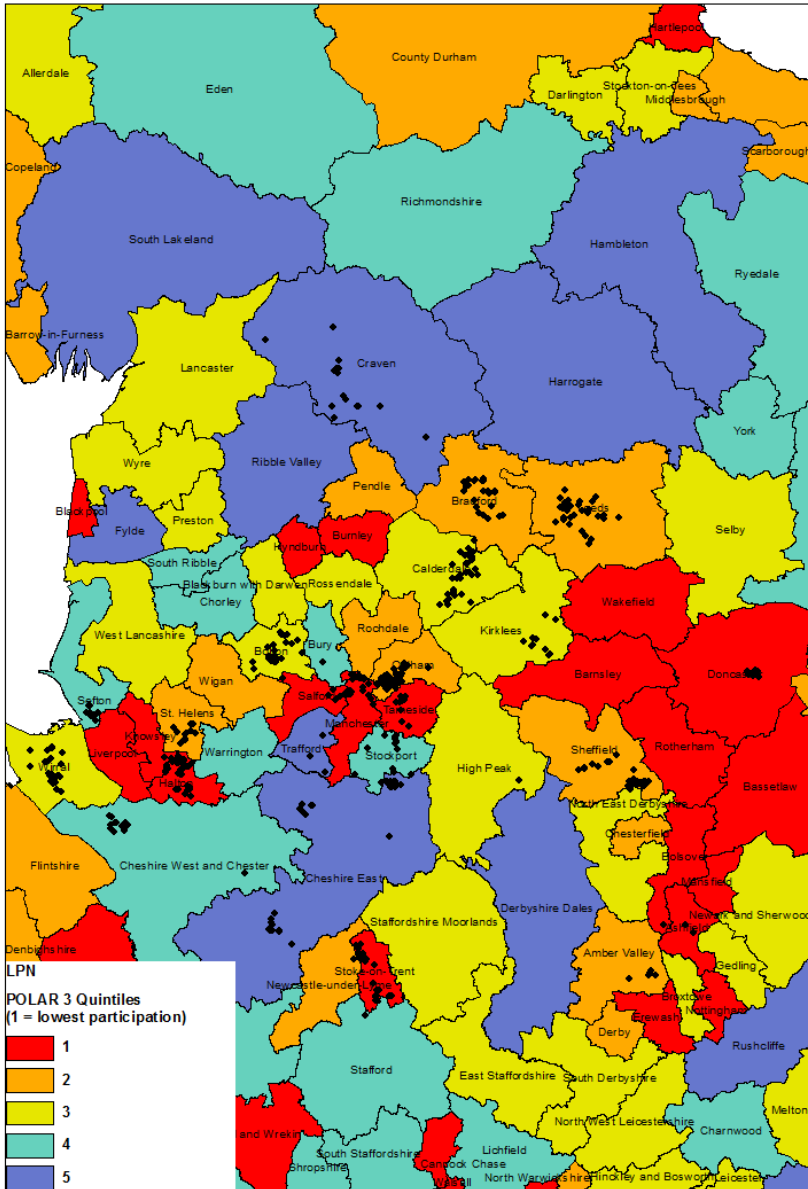 Hartlepool
County Durham
Allerdale
Eden
Stockton-on-Tees
Darlington
Middlesbrough
Scarborough
Copeland
Richmondshire
South Lakeland
Hambleton
Ryedale
Barrow-in-Furness
Lancaster
Craven
Harrogate
York
Wyre
Ribble Valley
Pendle
Bradford
Leeds
Blackpool
Fylde
Preston
Selby
Hyndburn
Burnley
South Ribble
Blackburn with Darwen
Rossendale
Calderdale
Chorley
Wakefield
West Lancashire
Rochdale
Kirklees
Bolton
Bury
Oldham
Wigan
Barnsley
Doncaster
Salford
Sefton
St. Helens
Tameside
Manchester
Knowsley
Liverpool
Warrington
Trafford
Stockport
Sheffield
Rotherham
Wirral
Halton
High Peak
Bassetlaw
North East Derbyshire
Chesterfield
Flintshire
Cheshire West and Chester
Bolsover
Cheshire East
Mansfield
Derbyshire Dales
Staffordshire Moorlands
Newark and Sherwood
Ashfield
Denbighshire
Amber Valley
Gedling
Stoke-on-Trent
Newcastle-under-Lyme
Broxtowe
Erewash
Nottingham
Derby
Rushcliffe
Stafford
East Staffordshire
South Derbyshire
Melton
North West Leicestershire
Charnwood
and Wrekin
South Staffordshire
Lichfield
Cannock Chase
Shropshire
North Warwickshire
Hinckley and Bosworth
Leicester
Walsall
LPN
POLAR 3 Quintiles
(1 = lowest participation)
1
2
3
4
5